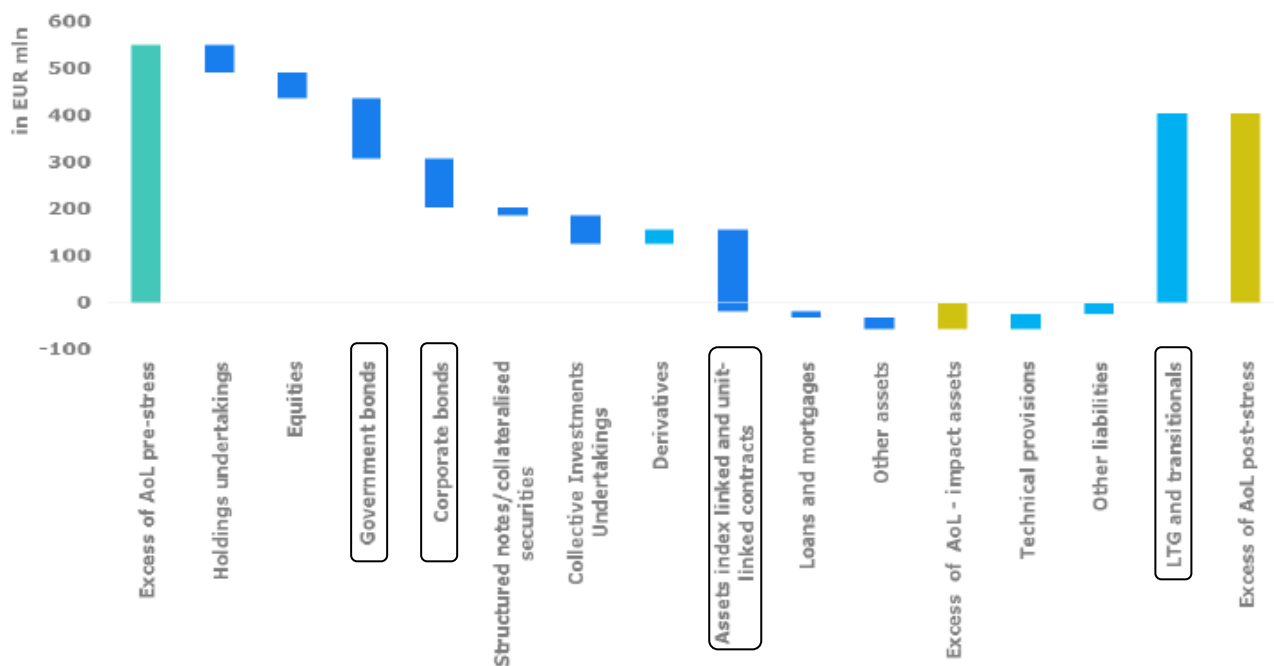 in EUR mln
600
500
400
300
200
100
0
-100
Excess of AoL pre-stress
Holdings undertakings
Equities
Government bonds
Corporate bonds
Structured notes/collateralised
securities
Collective Investments
Undertakings
Derivatives
Assets index linked and unit-
linked contracts
Loans and mortgages
Other assets
Excess of AoL - impact assets
Technical provisions
Other liabilities
LTG and transitionals
Excess of AoL post-stress